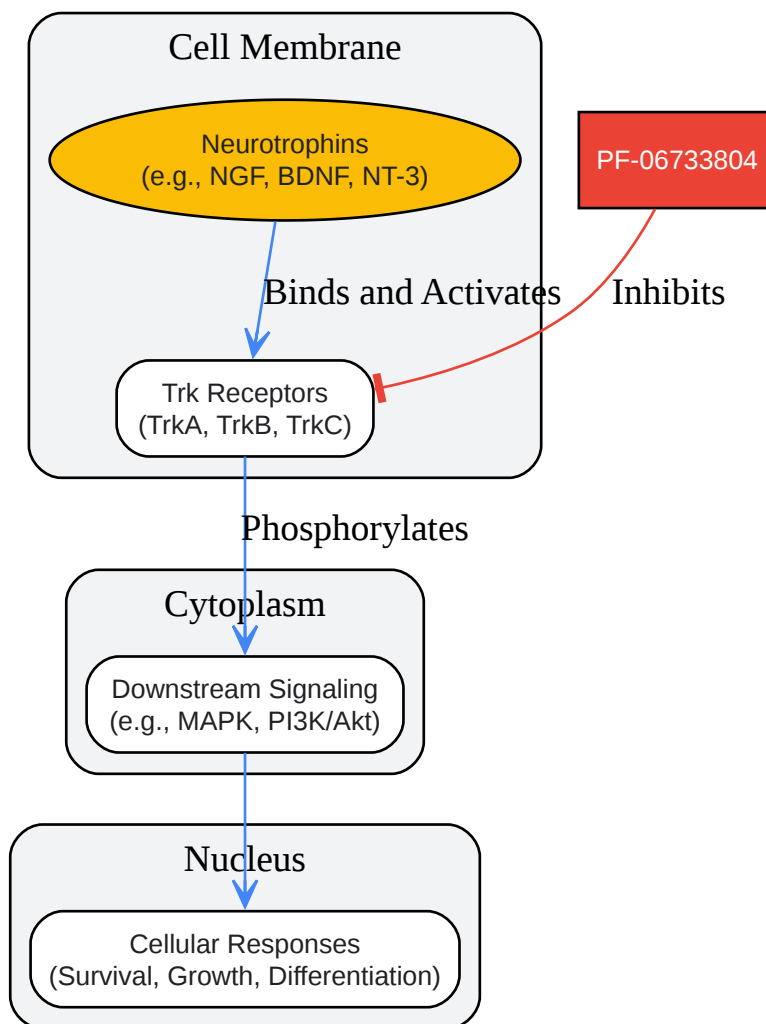 Cell Membrane
Neurotrophins
(e.g., NGF, BDNF, NT-3)
PF-06733804
Binds and Activates
Inhibits
Trk Receptors
(TrkA, TrkB, TrkC)
Phosphorylates
Cytoplasm
Downstream Signaling
(e.g., MAPK, PI3K/Akt)
Nucleus
Cellular Responses
(Survival, Growth, Differentiation)